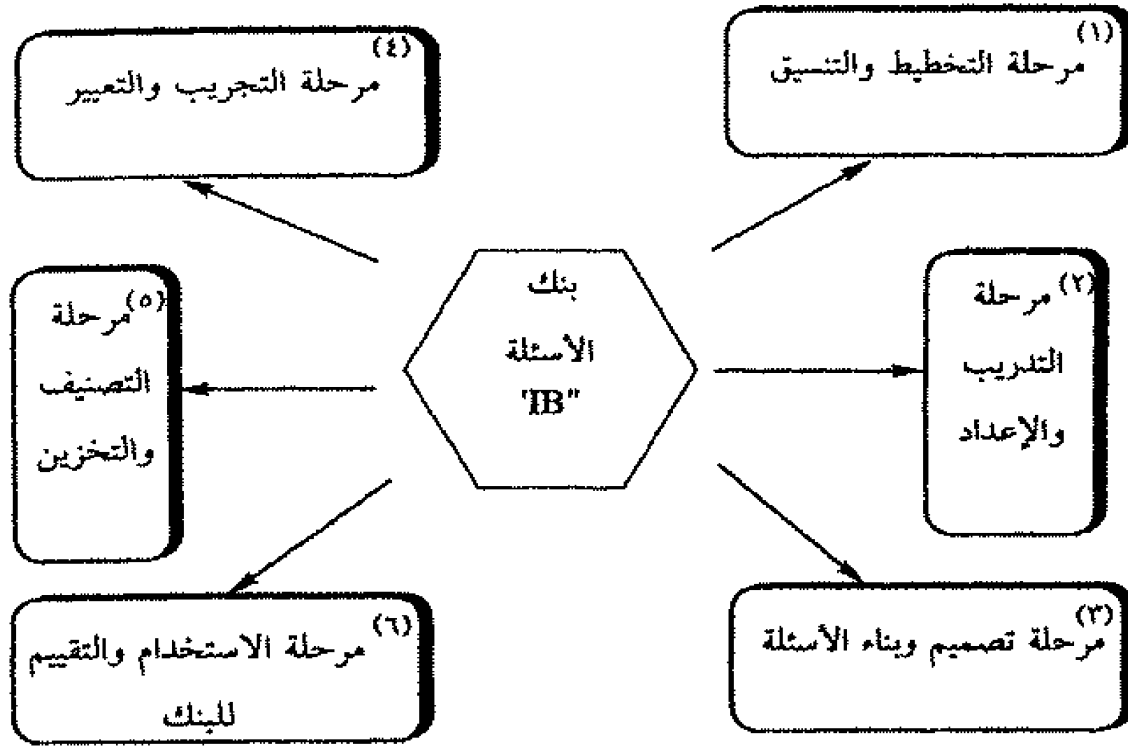 (١)
مرحلة التخطيط والتنسيق
(٢) مرحلة
التدريب
والإعداد
(٣)
مرحلة تصميم وبناء الأسئلة
بنك
الأسئلة
"IB"
(٤)
مرحلة التجريب والتعيير
(٥) مرحلة
التصنيف
والتخزين
(٦) مرحلة الاستخدام والتقييم
للبنك